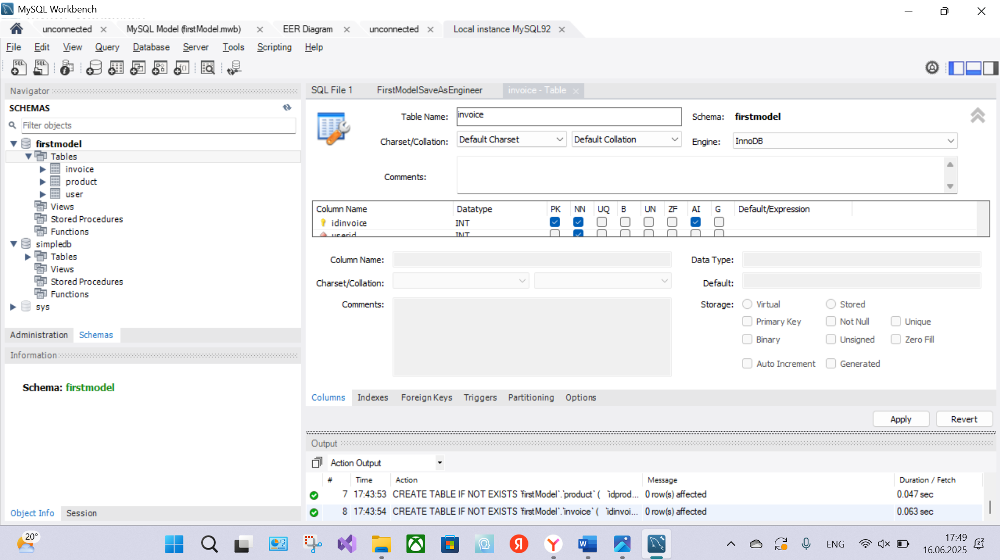 MySQL Workbench
unconnected MySQL Model (firstModel.mwb) EER Diagram unconnected Local instance MySQL92
File Edit View Query Database Server Tools Scripting Help
Navigator
SCHEMAS
Filter objects
firstmodel
Tables
invoice
product
user
Views
Stored Procedures
Functions
simpledb
Tables
Views
Stored Procedures
Functions
sys
Administration Schemas
Information
Schema: firstmodel
Object Info Session
SQL File 1 FirstModelSaveAsEngineer invoice - Table
Table Name: invoice Schema: firstmodel
Charset/Collation: Default Charset Default Collation Engine: InnoDB
Comments:
Column Name Datatype PK NN UQ B UN ZF AI G Default/Expression
idinvoice INT
userid INT
Column Name: Data Type:
Charset/Collation: Default:
Comments: Storage: Virtual Stored
Primary Key Not Null Unique
Binary Unsigned Zero Fill
Auto Increment Generated
Columns Indexes Foreign Keys Triggers Partitioning Options
Apply Revert
Output
Action Output
# Time Action Message Duration / Fetch
7 17:43:53 CREATE TABLE IF NOT EXISTS `firstModel`.`product` ( `idprod... 0 row(s) affected 0.047 sec
8 17:43:54 CREATE TABLE IF NOT EXISTS `firstModel`.`invoice` ( `idinvoi... 0 row(s) affected 0.063 sec
20° ENG 17:49
16.06.2025